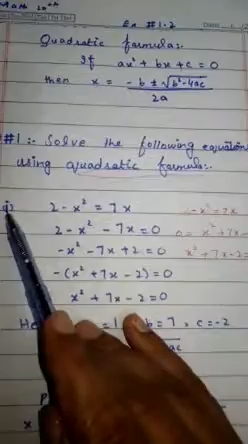 Math 10th
Ex #1.2
Quadratic formula:-
If ax² + bx + c = 0
then x = -b ± √b²-4ac
2a
#1:- Solve the following equations
using quadratic formula:-
2 - x² = 7x
2 - x² - 7x = 0
-x² - 7x + 2 = 0
-(x² + 7x - 2) = 0
x² + 7x - 2 = 0
b = 7, c = -2